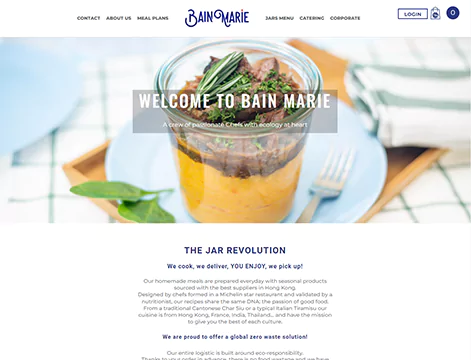 CONTACT ABOUT US MEAL PLANS BAIN MARIE JARS MENU CATERING CORPORATE LOGIN 0
WELCOME TO BAIN MARIE
A crew of passionate Chefs with ecology at heart
THE JAR REVOLUTION
We cook, we deliver, YOU ENJOY, we pick up!
Our homemade meals are prepared everyday with seasonal products
sourced with the best suppliers in Hong Kong.
Designed by chefs formed in a Michelin star restaurant and validated by a
nutritionist, our recipes share the same DNA: the passion of good food.
From a traditional Cantonese Char Siu or a typical Italian Tiramisu our
cuisine is from Hong Kong, France, India, Thailand... and have the mission
to give you the best of each culture.
We are proud to offer a global zero waste solution!
Our entire logistic is built around eco-responsibility.